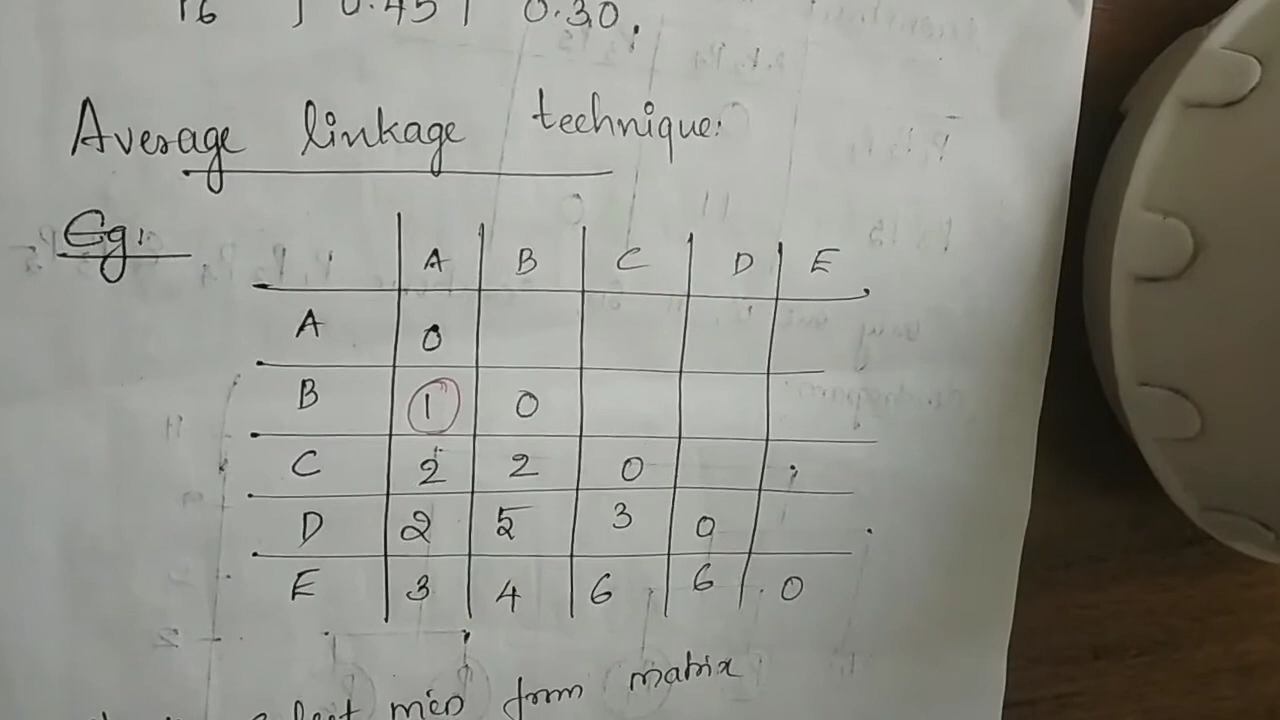 0.45 0.30.
Average linkage technique:
Eg:
A B C D E
A 0
B 1 0
C 2 2 0
D 2 5 3 0
E 3 4 6 6 0
min from matrix